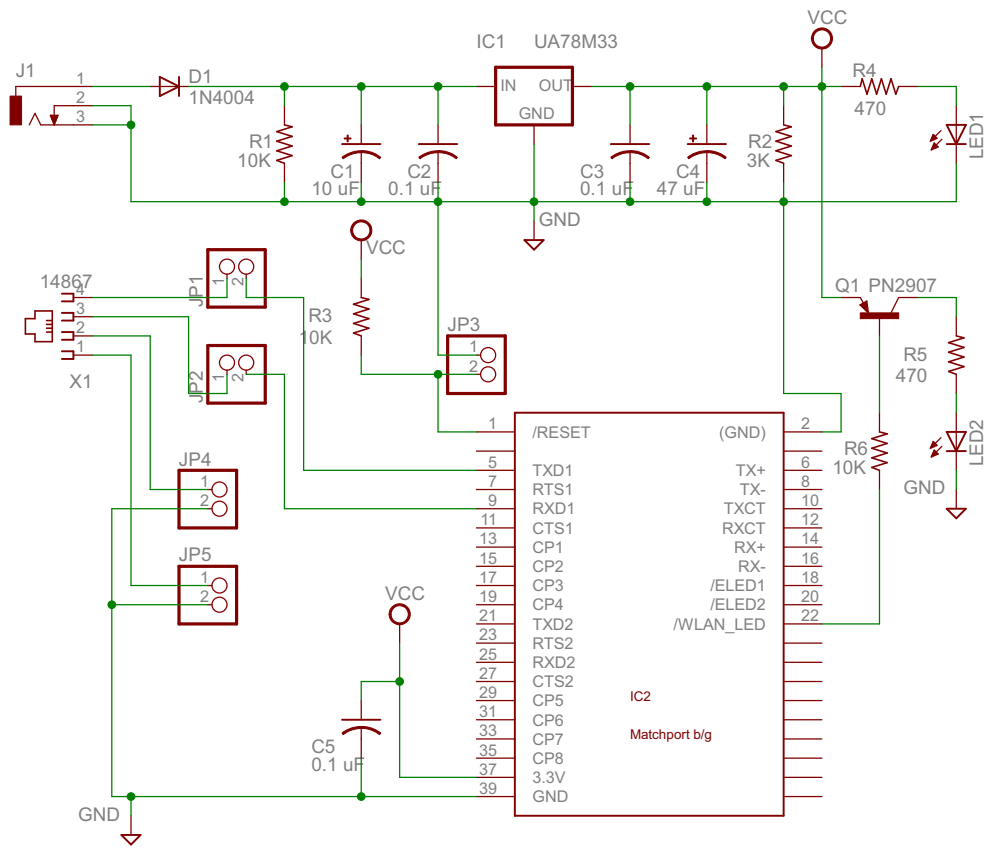 VCC
IC1 UA78M33
J1
1
2
3
D1
1N4004
IN OUT
GND
R4
470
LED1
R1
10K
C1
10 uF
C2
0.1 uF
C3
0.1 uF
C4
47 uF
R2
3K
GND
VCC
14867
4
3
2
1
X1
JP1
1 2
JP2
1 2
R3
10K
JP3
1
2
Q1 PN2907
R5
470
LED2
GND
R6
10K
JP4
1
2
JP5
1
2
VCC
C5
0.1 uF
GND
1 /RESET (GND) 2
5 TXD1 TX+ 6
7 RTS1 TX- 8
9 RXD1 TXCT 10
11 CTS1 RXCT 12
13 CP1 RX+ 14
15 CP2 RX- 16
17 CP3 /ELED1 18
19 CP4 /ELED2 20
21 TXD2 /WLAN_LED 22
23 RTS2
25 RXD2
27 CTS2
29 CP5
31 CP6
33 CP7
35 CP8
37 3.3V
39 GND
IC2
Matchport b/g